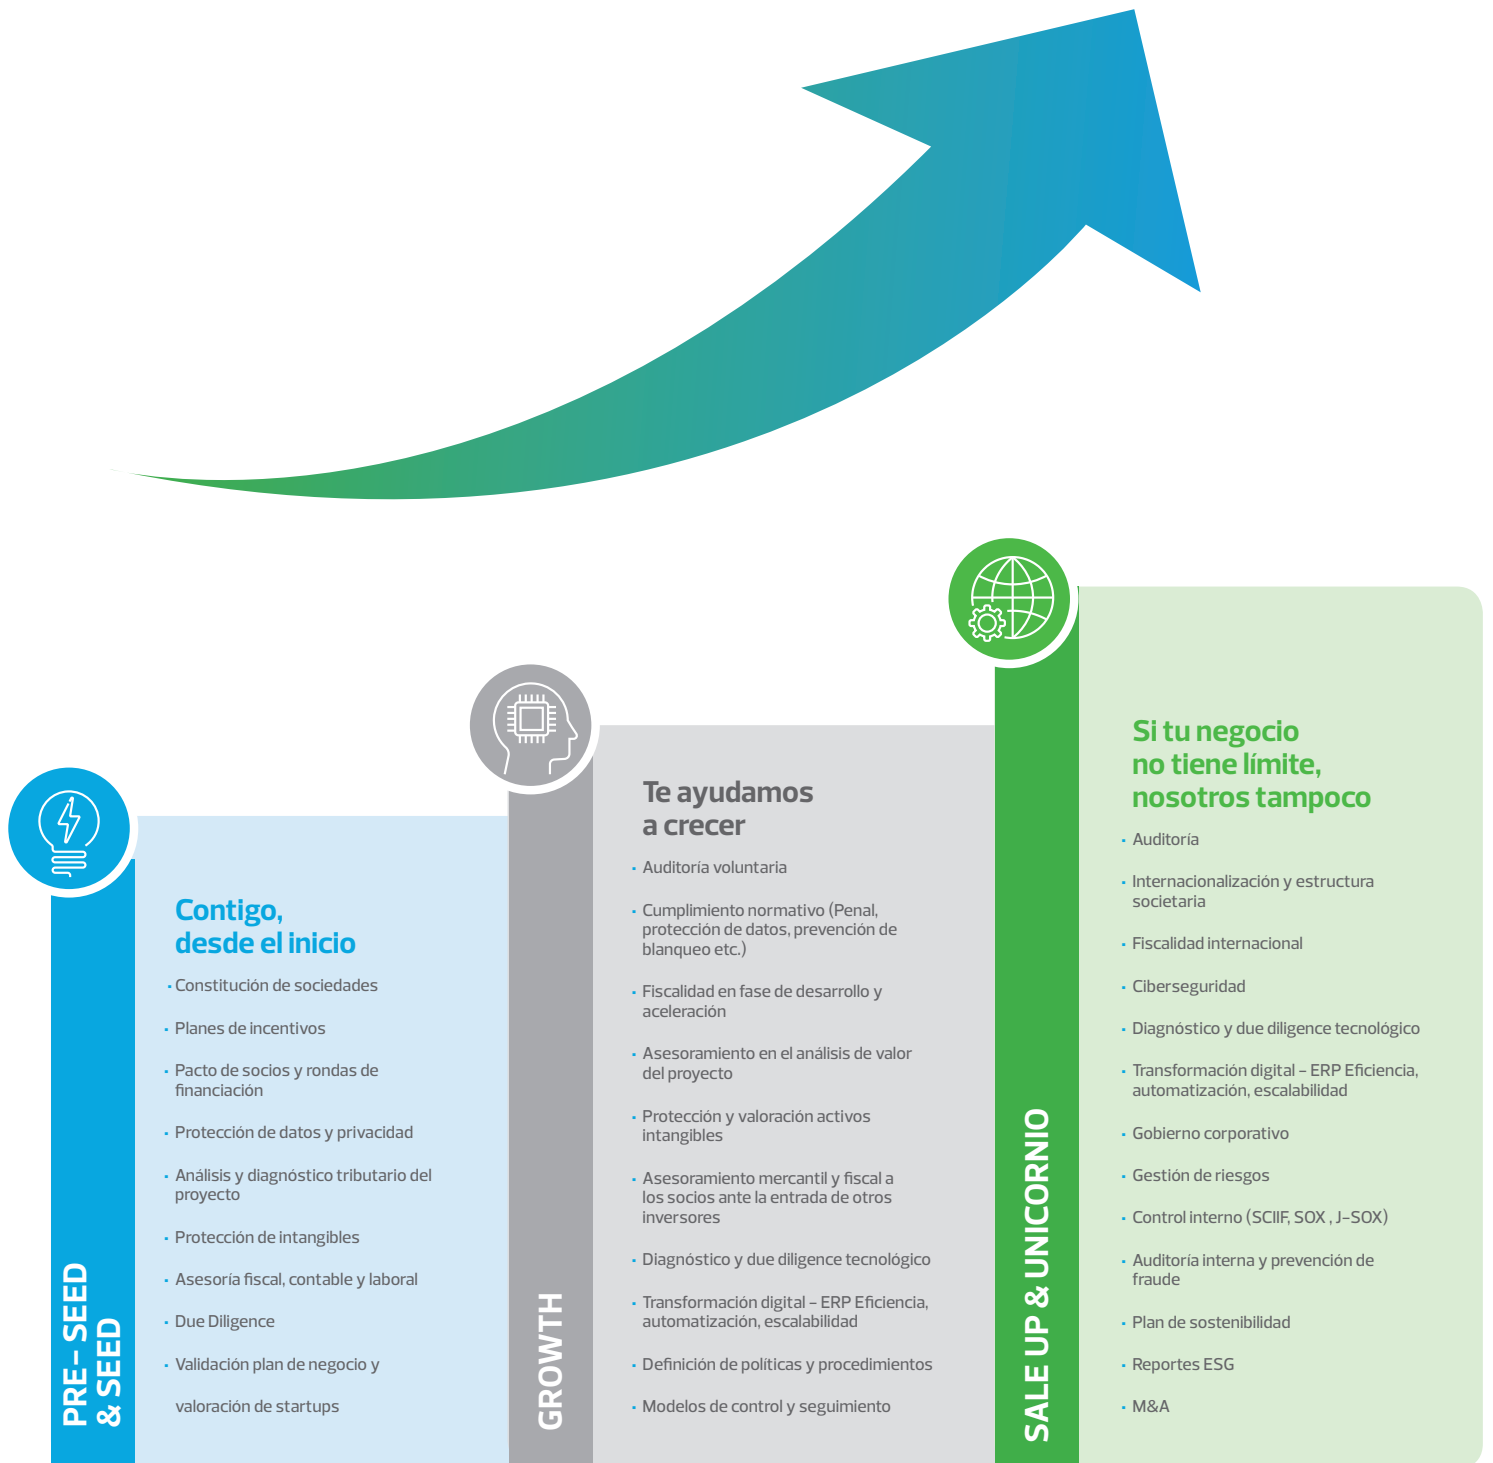 PRE- SEED
& SEED
Contigo,
desde el inicio
· Constitución de sociedades
· Planes de incentivos
· Pacto de socios y rondas de
financiación
· Protección de datos y privacidad
· Análisis y diagnóstico tributario del
proyecto
· Protección de intangibles
· Asesoría fiscal, contable y laboral
· Due Diligence
· Validación plan de negocio y
valoración de startups
GROWTH
Te ayudamos
a crecer
· Auditoría voluntaria
· Cumplimiento normativo (Penal,
protección de datos, prevención de
blanqueo etc.)
· Fiscalidad en fase de desarrollo y
aceleración
· Asesoramiento en el análisis de valor
del proyecto
· Protección y valoración activos
intangibles
· Asesoramiento mercantil y fiscal a
los socios ante la entrada de otros
inversores
· Diagnóstico y due diligence tecnológico
· Transformación digital - ERP Eficiencia,
automatización, escalabilidad
· Definición de políticas y procedimientos
· Modelos de control y seguimiento
SALE UP & UNICORNIO
Si tu negocio
no tiene límite,
nosotros tampoco
· Auditoría
· Internacionalización y estructura
societaria
· Fiscalidad internacional
· Ciberseguridad
· Diagnóstico y due diligence tecnológico
· Transformación digital - ERP Eficiencia,
automatización, escalabilidad
· Gobierno corporativo
· Gestión de riesgos
· Control interno (SCIIF, SOX , J-SOX)
· Auditoría interna y prevención de
fraude
· Plan de sostenibilidad
· Reportes ESG
· M&A